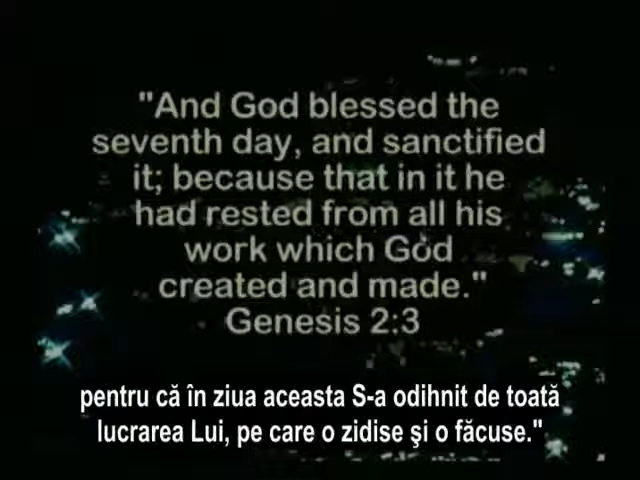 "And God blessed the
seventh day, and sanctified
it; because that in it he
had rested from all his
work which God
created and made."
Genesis 2:3
pentru că în ziua aceasta S-a odihnit de toată
lucrarea Lui, pe care o zidise şi o făcuse."